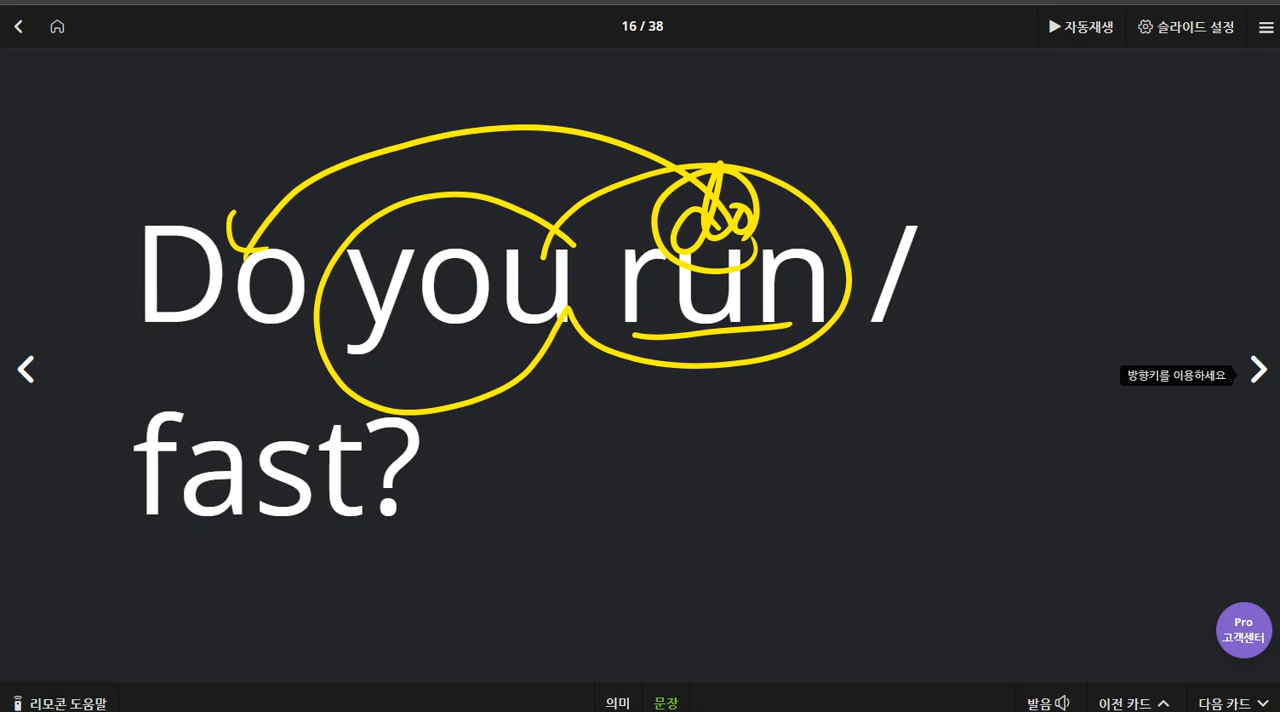 16 / 38
▶ 자동재생
슬라이드 설정
do
Do you run /
fast?
방향키를 이용하세요
Pro
고객센터
리모콘 도움말
의미
문장
발음
이전 카드
다음 카드